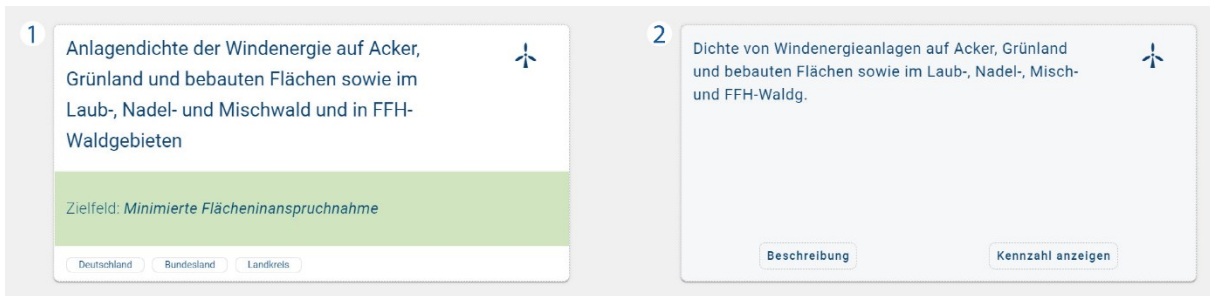 1
Anlagendichte der Windenergie auf Acker,
Grünland und bebauten Flächen sowie im
Laub-, Nadel- und Mischwald und in FFH-
Waldgebieten
Zielfeld: Minimierte Flächeninanspruchnahme
Deutschland
Bundesland
Landkreis
2
Dichte von Windenergieanlagen auf Acker, Grünland
und bebauten Flächen sowie im Laub-, Nadel-, Misch-
und FFH-Waldg.
Beschreibung
Kennzahl anzeigen